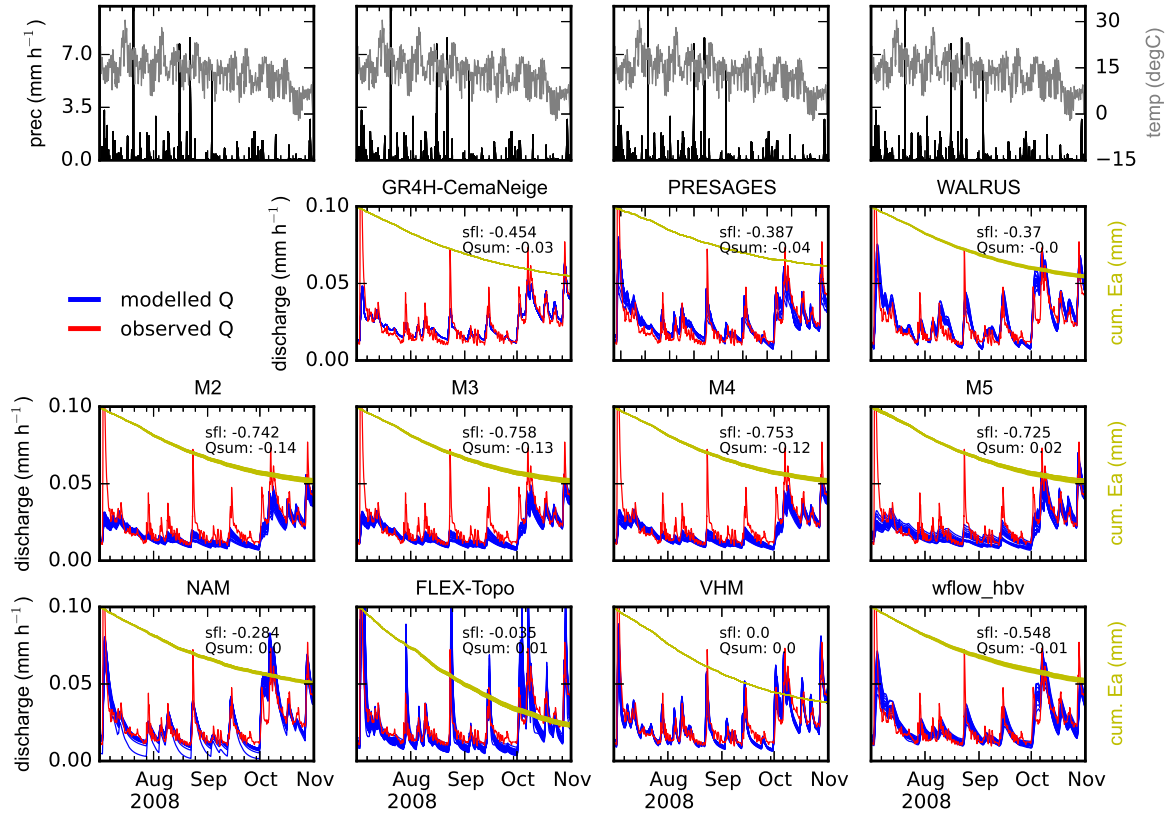 prec (mm h⁻¹)
7.0
3.5
0.0
30
15
0
−15
temp (degC)
GR4H-CemaNeige
PRESAGES
WALRUS
discharge (mm h⁻¹)
0.10
0.05
0.00
sfl: -0.454
Qsum: -0.03
sfl: -0.387
Qsum: -0.04
sfl: -0.37
Qsum: -0.0
cum. Ea (mm)
modelled Q
observed Q
M2
M3
M4
M5
discharge (mm h⁻¹)
0.10
0.05
0.00
sfl: -0.742
Qsum: -0.14
sfl: -0.758
Qsum: -0.13
sfl: -0.753
Qsum: -0.12
sfl: -0.725
Qsum: 0.02
cum. Ea (mm)
NAM
FLEX-Topo
VHM
wflow_hbv
discharge (mm h⁻¹)
0.10
0.05
0.00
sfl: -0.284
Qsum: 0.0
sfl: -0.035
Qsum: 0.01
sfl: 0.0
Qsum: 0.0
sfl: -0.548
Qsum: -0.01
cum. Ea (mm)
Aug Sep Oct Nov
2008
Aug Sep Oct Nov
2008
Aug Sep Oct Nov
2008
Aug Sep Oct Nov
2008